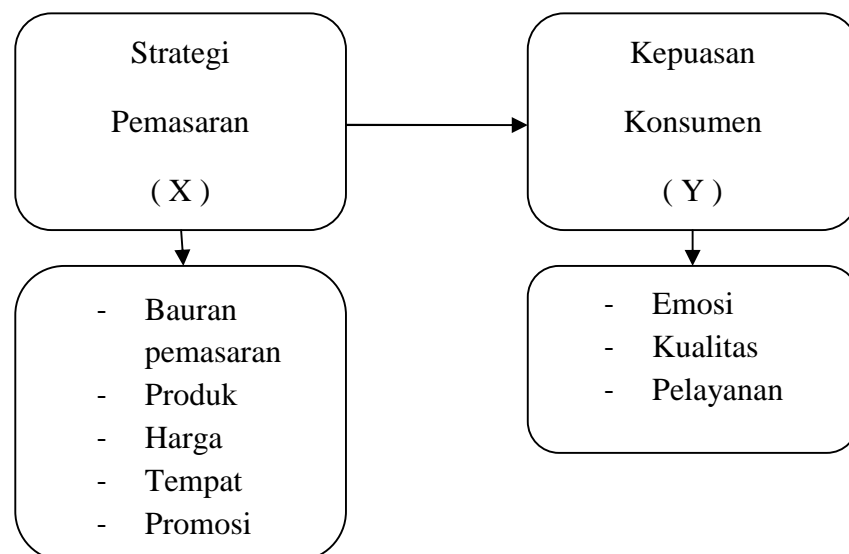 Strategi
Pemasaran
( X )
Kepuasan
Konsumen
( Y )
- Bauran
pemasaran
- Produk
- Harga
- Tempat
- Promosi
- Emosi
- Kualitas
- Pelayanan